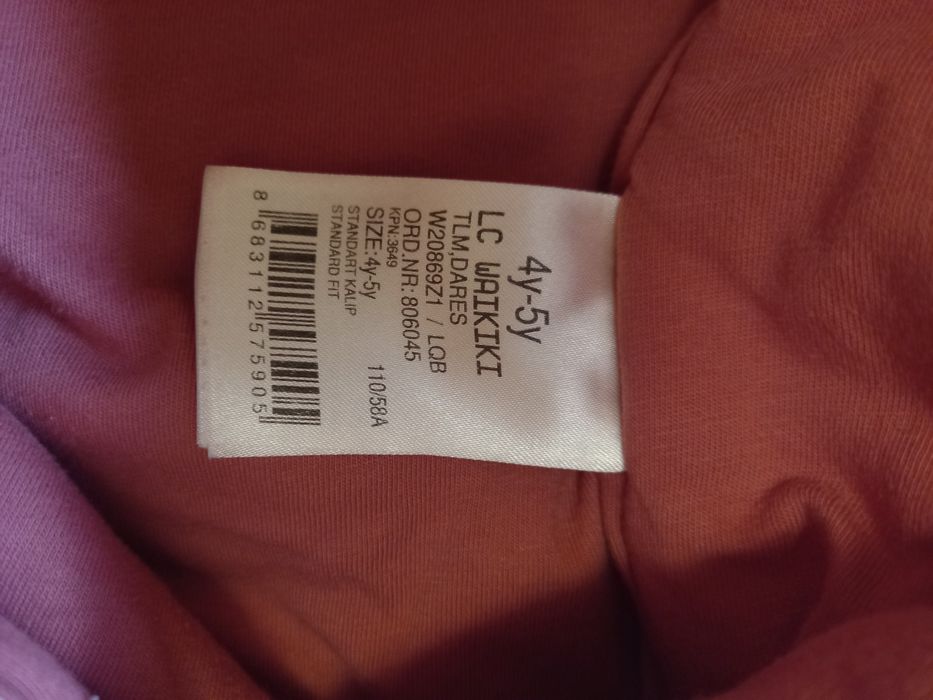 4y-5y
LC WAIKIKI
TLM,DARES
W20869Z1 / LQB
ORD.NR: 806045
KPN:3649
SIZE:4y-5y 110/58A
STANDART KALIP
STANDARD FIT
8 683112 575905